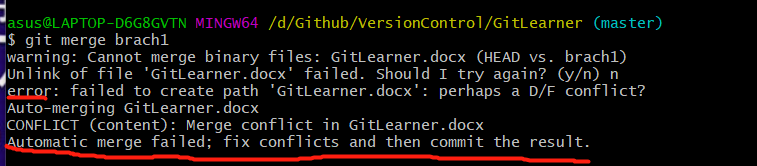 asus@LAPTOP-D6G8GVTN MINGW64 /d/Github/VersionControl/GitLearner (master)
$ git merge brach1
warning: Cannot merge binary files: GitLearner.docx (HEAD vs. brach1)
Unlink of file 'GitLearner.docx' failed. Should I try again? (y/n) n
error: failed to create path 'GitLearner.docx': perhaps a D/F conflict?
Auto-merging GitLearner.docx
CONFLICT (content): Merge conflict in GitLearner.docx
Automatic merge failed; fix conflicts and then commit the result.